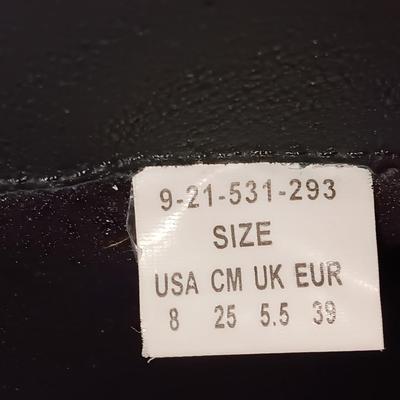 9-21-531-293
SIZE
USA CM UK EUR
8 25 5.5 39